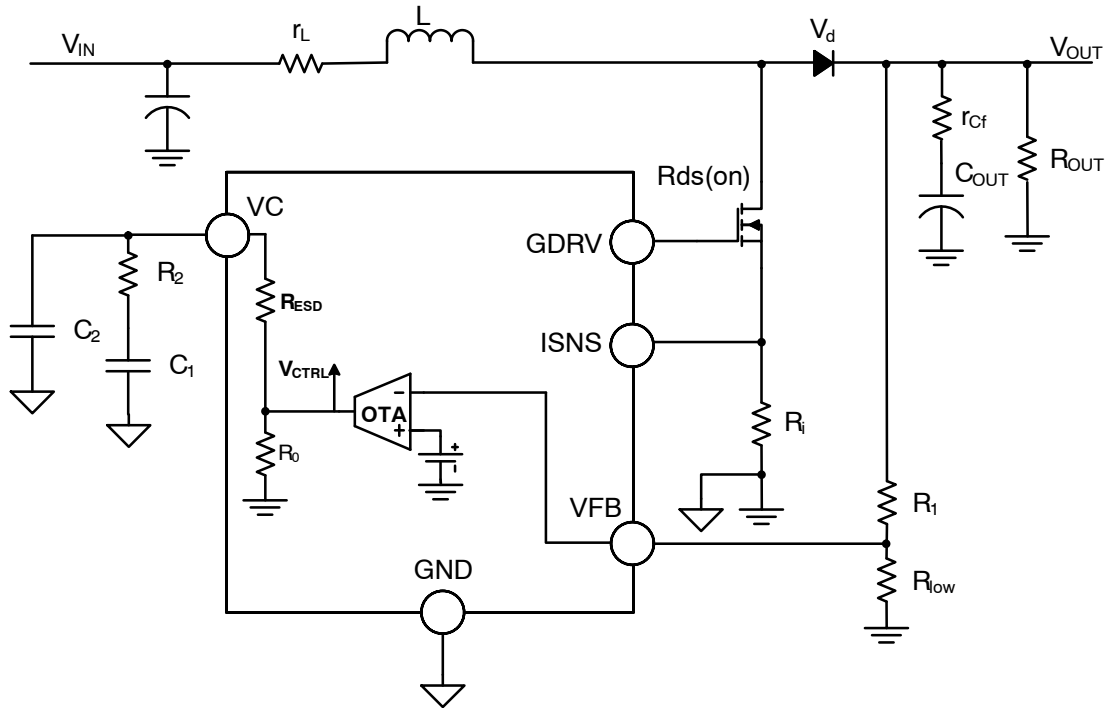 V_IN
r_L
L
V_d
V_OUT
r_Cf
C_OUT
R_OUT
Rds(on)
VC
GDRV
R_2
R_ESD
C_2
C_1
ISNS
V_CTRL
−
OTA
+
+
-
R_0
R_i
VFB
R_1
GND
R_low